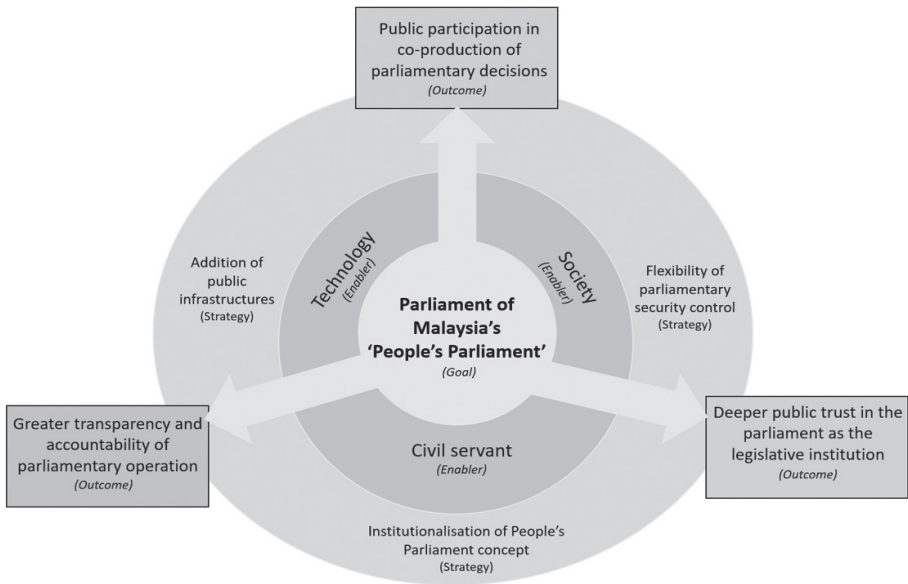 Public participation in
co-production of
parliamentary decisions
(Outcome)
Technology
(Enabler)
Society
(Enabler)
Addition of
public
infrastructures
(Strategy)
Flexibility of
parliamentary
security control
(Strategy)
Parliament of
Malaysia's
'People's Parliament'
(Goal)
Greater transparency and
accountability of
parliamentary operation
(Outcome)
Civil servant
(Enabler)
Deeper public trust in the
parliament as the
legislative institution
(Outcome)
Institutionalisation of People's
Parliament concept
(Strategy)